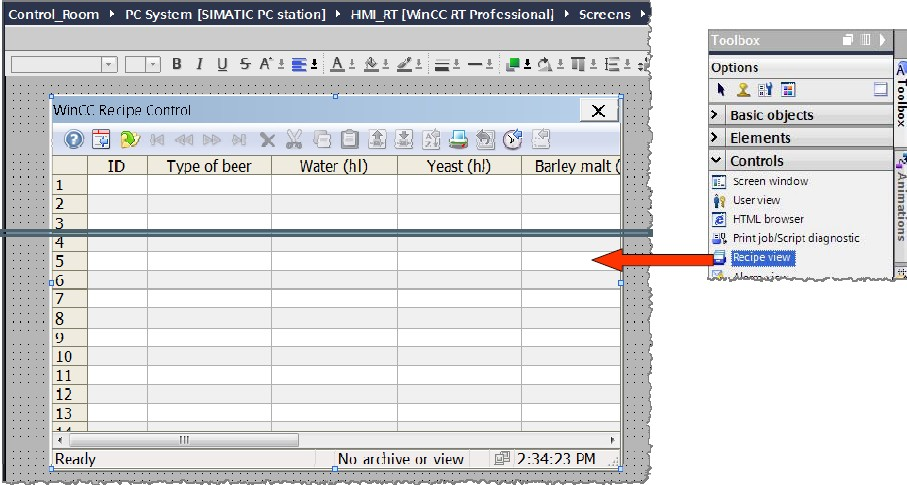 Control_Room ▸ PC System [SIMATIC PC station] ▸ HMI_RT [WinCC RT Professional] ▸ Screens ▸
B I U S A
WinCC Recipe Control
ID Type of beer Water (hl) Yeast (hl) Barley malt (
1
2
3
4
5
6
7
8
9
10
11
12
13
14
Ready No archive or view 2:34:23 PM
Toolbox
Options
Basic objects
Elements
Controls
Screen window
User view
HTML browser
Print job/Script diagnostic
Recipe view
Toolbox
Animations